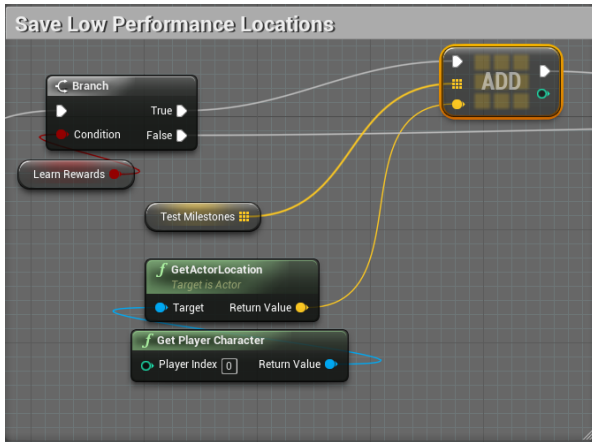 Save Low Performance Locations
Branch
True
Condition
False
Learn Rewards
ADD
Test Milestones
f GetActorLocation
Target is Actor
Target
Return Value
f Get Player Character
Player Index 0
Return Value